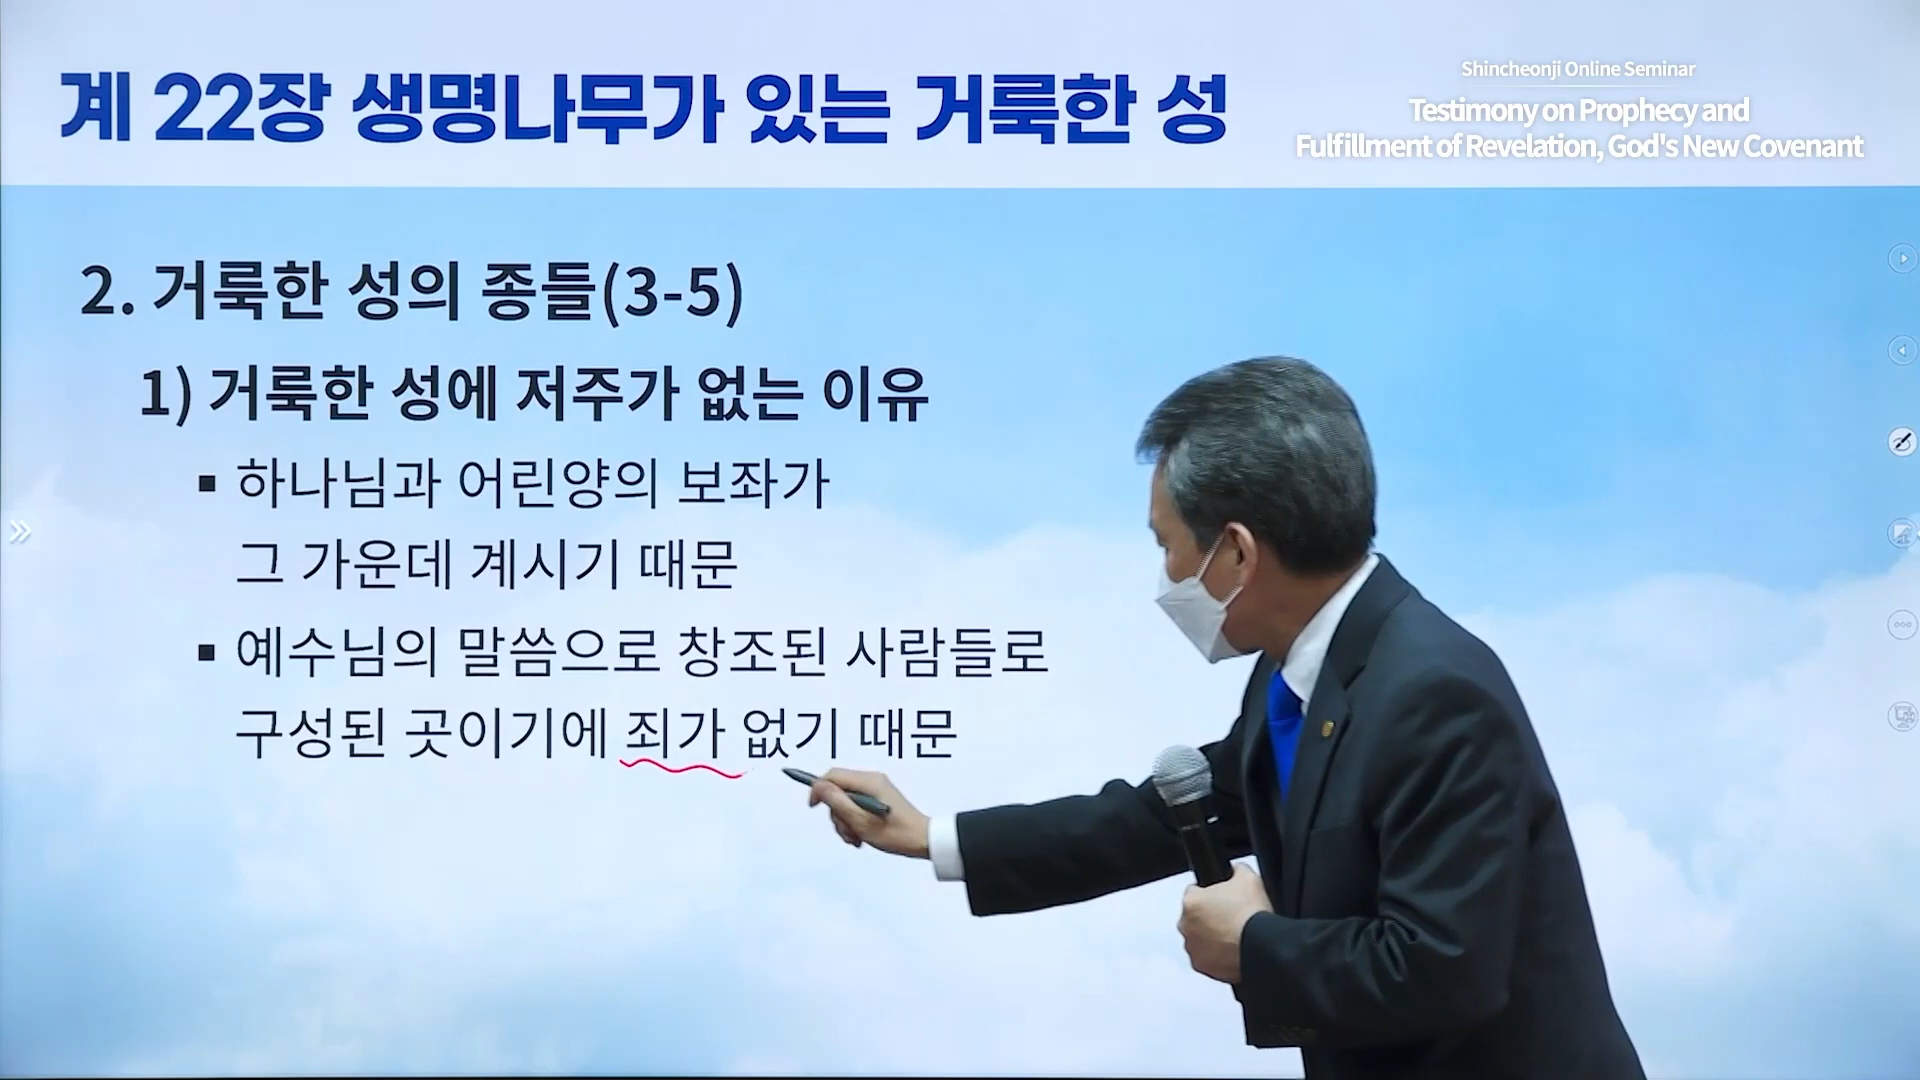 계 22장 생명나무가 있는 거룩한 성
Shincheonji Online Seminar
Testimony on Prophecy and
Fulfillment of Revelation, God's New Covenant
2. 거룩한 성의 종들(3-5)
1) 거룩한 성에 저주가 없는 이유
▪ 하나님과 어린양의 보좌가
그 가운데 계시기 때문
▪ 예수님의 말씀으로 창조된 사람들로
구성된 곳이기에 죄가 없기 때문